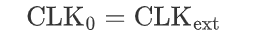 CLK₀ = CLKₑₓₜ